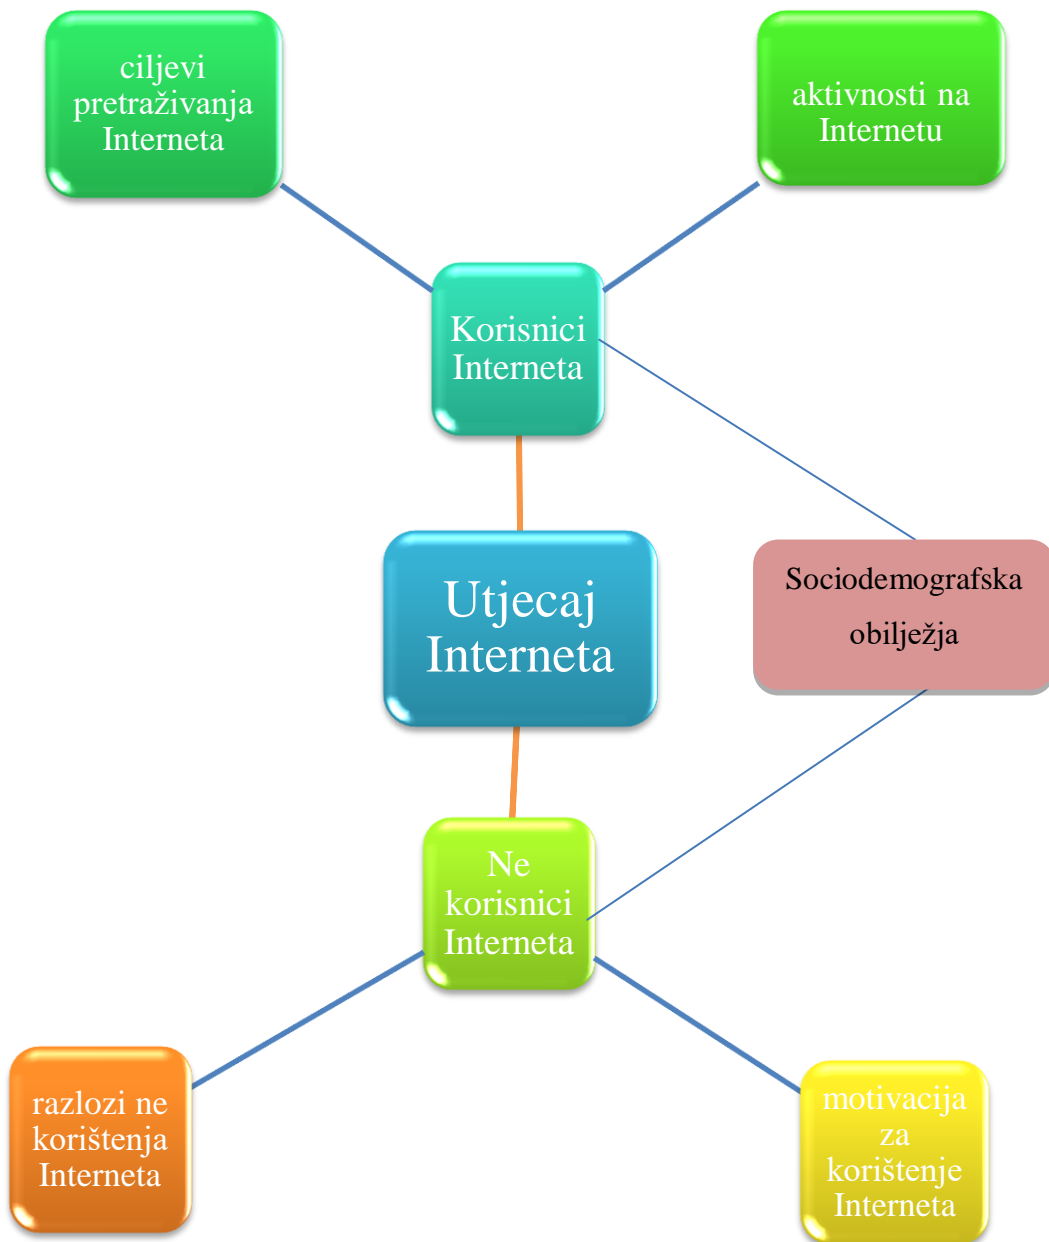 ciljevi
pretraživanja
Interneta
aktivnosti na
Internetu
Korisnici
Interneta
Utjecaj
Interneta
Sociodemografska
obilježja
Ne
korisnici
Interneta
razlozi ne
korištenja
Interneta
motivacija
za
korištenje
Interneta